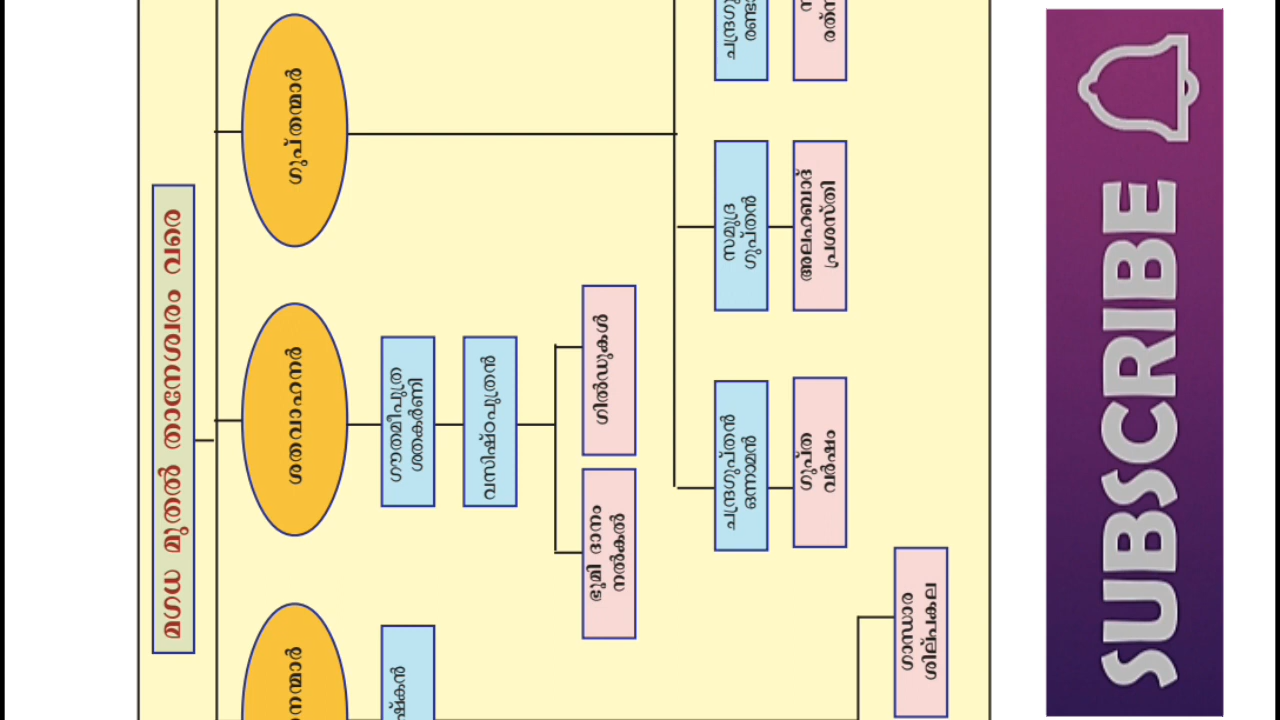 മഗധ മുതൽ താനേശ്വരം വരെ
ശതവാഹനർ
ഗൗതമിപുത്ര
ശതകർണി
വസിഷ്ഠപുത്രൻ
ഭൂമി ദാനം
നൽകൽ
ഗിൽഡുകൾ
ഗുപ്തന്മാർ
ചന്ദ്രഗുപ്തൻ
ഒന്നാമൻ
ഗുപ്ത
വർഷം
സമുദ്ര
ഗുപ്തൻ
അലഹബാദ്
പ്രശസ്തി
ഗാന്ധാര
ശില്പകല
SUBSCRIBE